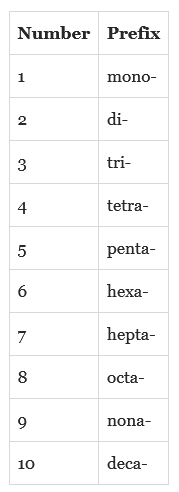 Number Prefix
1 mono-
2 di-
3 tri-
4 tetra-
5 penta-
6 hexa-
7 hepta-
8 octa-
9 nona-
10 deca-